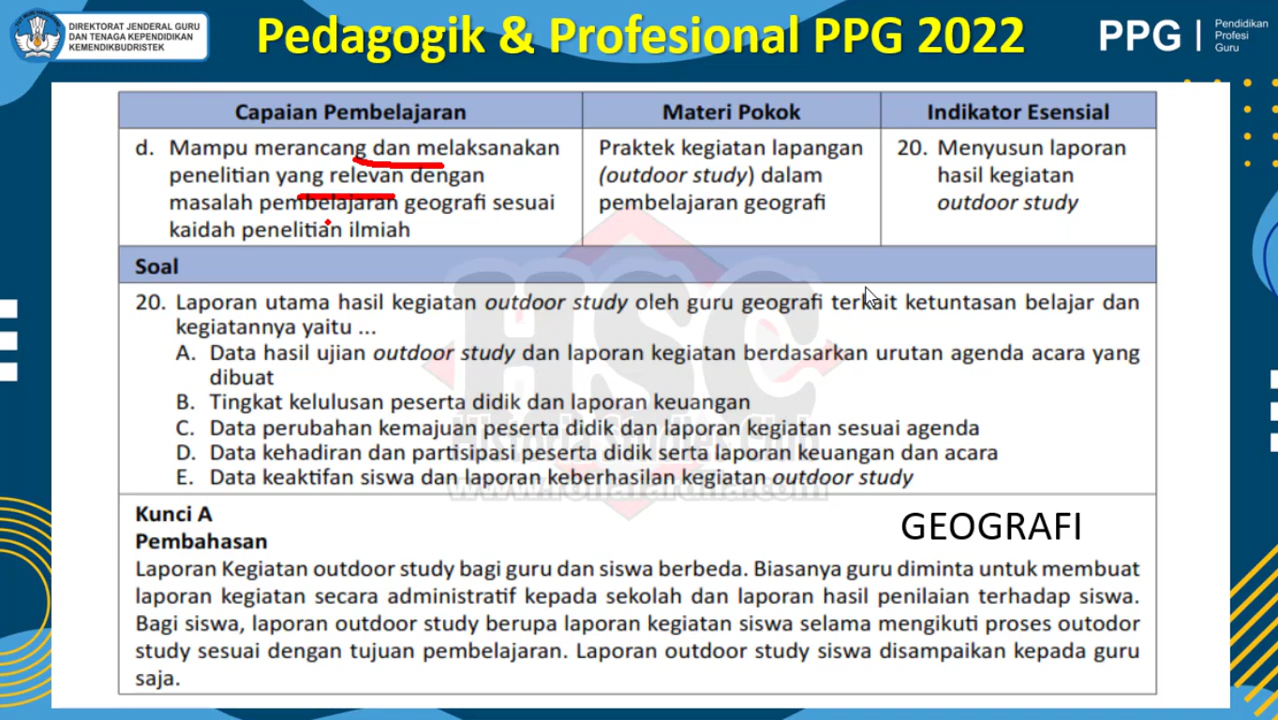 DIREKTORAT JENDERAL GURU
DAN TENAGA KEPENDIDIKAN
KEMENDIKBUDRISTEK
Pedagogik & Profesional PPG 2022
PPG
Pendidikan
Profesi
Guru
Capaian Pembelajaran
Materi Pokok
Indikator Esensial
d. Mampu merancang dan melaksanakan
penelitian yang relevan dengan
masalah pembelajaran geografi sesuai
kaidah penelitian ilmiah
Praktek kegiatan lapangan
(outdoor study) dalam
pembelajaran geografi
20. Menyusun laporan
hasil kegiatan
outdoor study
Soal
20. Laporan utama hasil kegiatan outdoor study oleh guru geografi terkait ketuntasan belajar dan
kegiatannya yaitu ...
A. Data hasil ujian outdoor study dan laporan kegiatan berdasarkan urutan agenda acara yang
dibuat
B. Tingkat kelulusan peserta didik dan laporan keuangan
C. Data perubahan kemajuan peserta didik dan laporan kegiatan sesuai agenda
D. Data kehadiran dan partisipasi peserta didik serta laporan keuangan dan acara
E. Data keaktifan siswa dan laporan keberhasilan kegiatan outdoor study
HSC
Historia Studies Club
Kunci A
GEOGRAFI
Pembahasan
Laporan Kegiatan outdoor study bagi guru dan siswa berbeda. Biasanya guru diminta untuk membuat
laporan kegiatan secara administratif kepada sekolah dan laporan hasil penilaian terhadap siswa.
Bagi siswa, laporan outdoor study berupa laporan kegiatan siswa selama mengikuti proses outodor
study sesuai dengan tujuan pembelajaran. Laporan outdoor study siswa disampaikan kepada guru
saja.